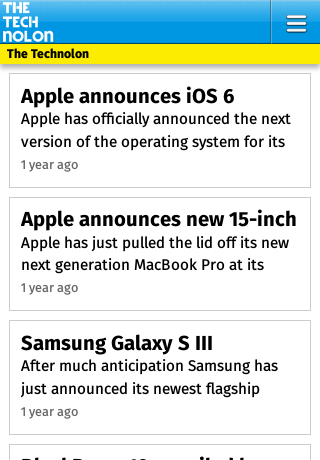 THE
TECH
NOLON
The Technolon
Apple announces iOS 6
Apple has officially announced the next
version of the operating system for its
1 year ago
Apple announces new 15-inch
Apple has just pulled the lid off its new
next generation MacBook Pro at its
1 year ago
Samsung Galaxy S III
After much anticipation Samsung has
just announced its newest flagship
1 year ago